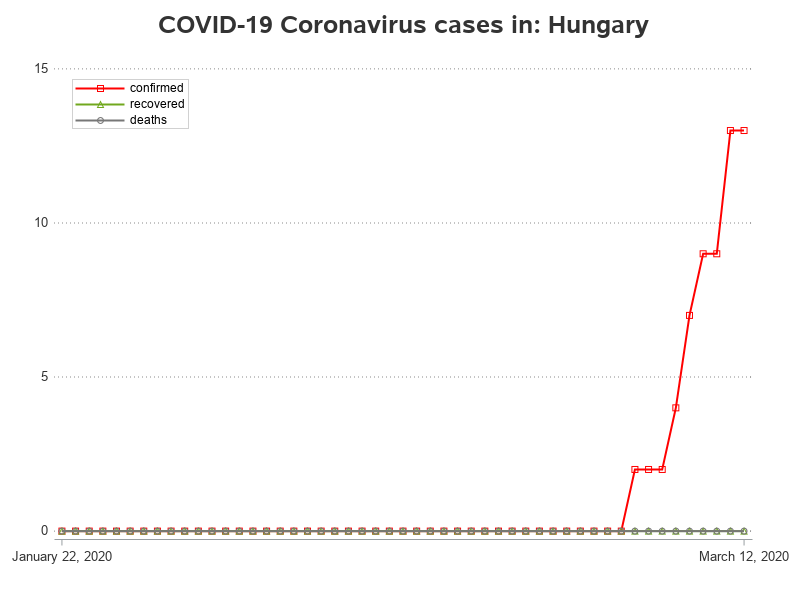 COVID-19 Coronavirus cases in: Hungary
15
confirmed
recovered
deaths
10
5
0
January 22, 2020
March 12, 2020